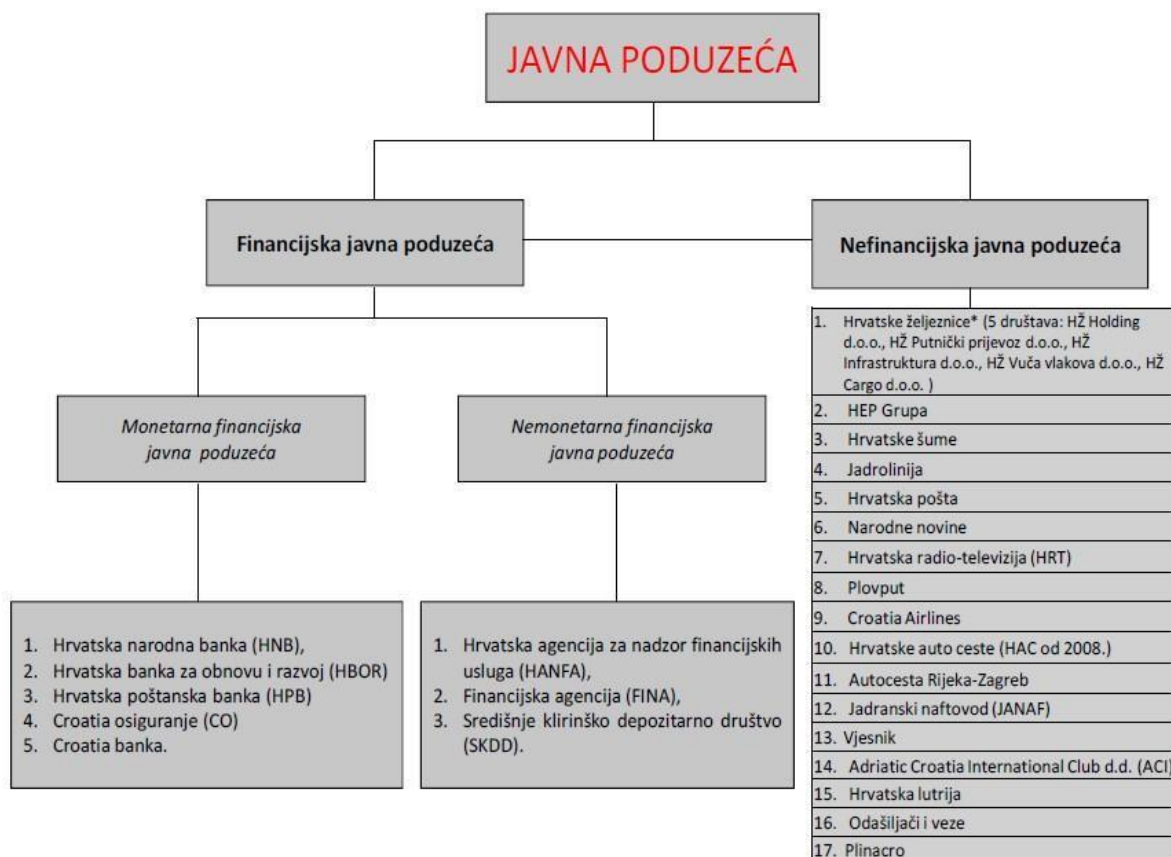 JAVNA PODUZEĆA
Financijska javna poduzeća
Nefinancijska javna poduzeća
Monetarna financijska
javna poduzeća
Nemonetarna financijska
javna poduzeća
1. Hrvatska narodna banka (HNB),
2. Hrvatska banka za obnovu i razvoj (HBOR)
3. Hrvatska poštanska banka (HPB)
4. Croatia osiguranje (CO)
5. Croatia banka.
1. Hrvatska agencija za nadzor financijskih
usluga (HANFA),
2. Financijska agencija (FINA),
3. Središnje klirinško depozitarno društvo
(SKDD).
1. Hrvatske željeznice* (5 društava: HŽ Holding
d.o.o., HŽ Putnički prijevoz d.o.o., HŽ
Infrastruktura d.o.o., HŽ Vuča vlakova d.o.o., HŽ
Cargo d.o.o. )
2. HEP Grupa
3. Hrvatske šume
4. Jadrolinija
5. Hrvatska pošta
6. Narodne novine
7. Hrvatska radio-televizija (HRT)
8. Plovput
9. Croatia Airlines
10. Hrvatske auto ceste (HAC od 2008.)
11. Autocesta Rijeka-Zagreb
12. Jadranski naftovod (JANAF)
13. Vjesnik
14. Adriatic Croatia International Club d.d. (ACI)
15. Hrvatska lutrija
16. Odašiljači i veze
17. Plinacro